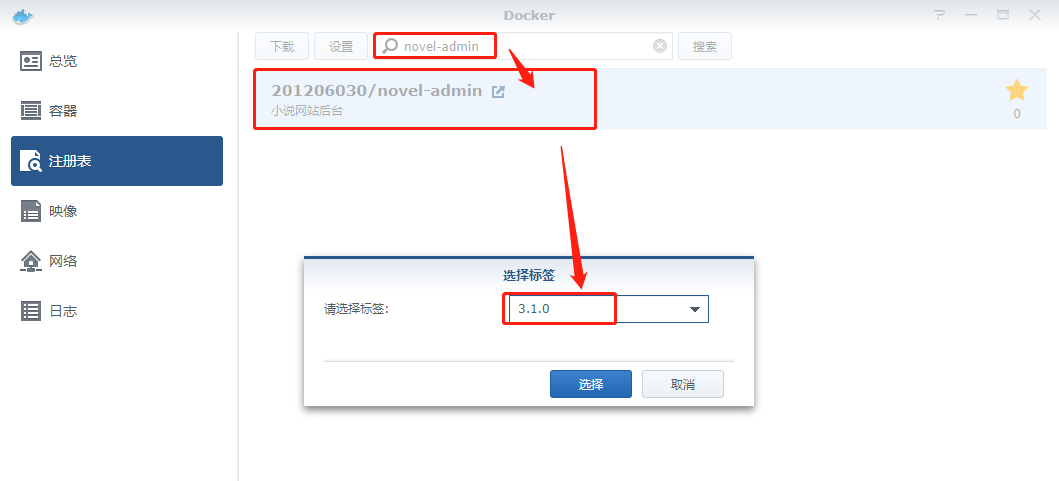 Docker
总览
容器
注册表
映像
网络
日志
下载 设置 novel-admin 搜索
201206030/novel-admin
小说网站后台
0
选择标签
请选择标签: 3.1.0
选择 取消